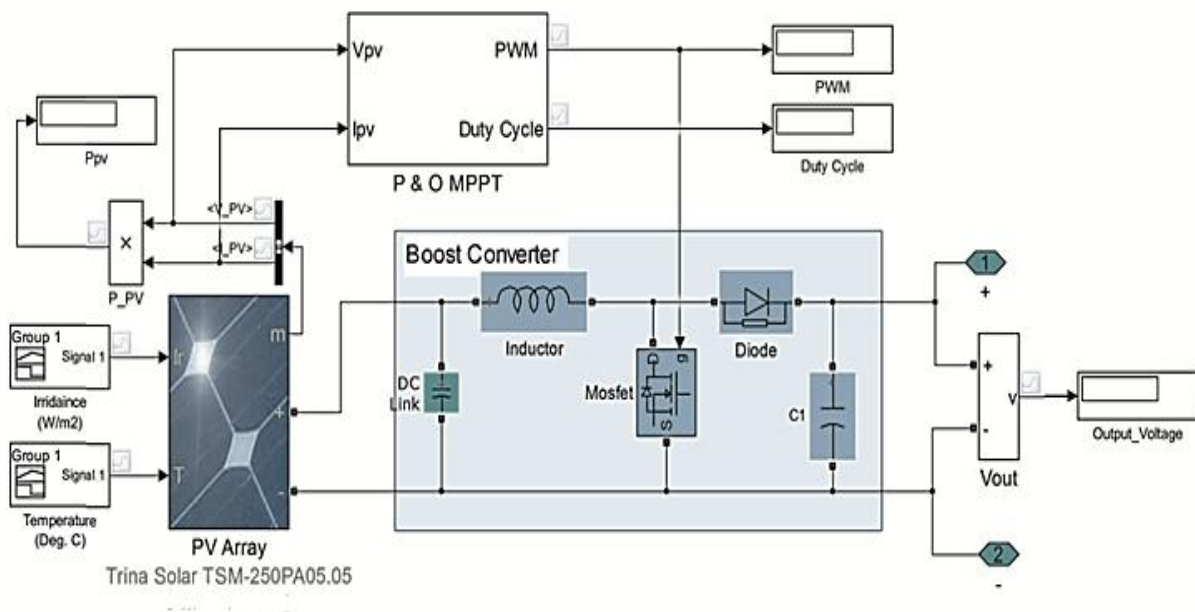 Vpv
PWM
Ipv
Duty Cycle
P & O MPPT
PWM
Duty Cycle
Ppv
<V_PV>
<I_PV>
×
P_PV
Boost Converter
Inductor
Diode
DC
Link
Mosfet
D
g
S
C1
Group 1
Signal 1
Irridaince
(W/m2)
Group 1
Signal 1
Temperature
(Deg. C)
Ir
T
m
+
-
PV Array
Trina Solar TSM-250PA05.05
1
+
+
-
v
Vout
Output_Voltage
2
-